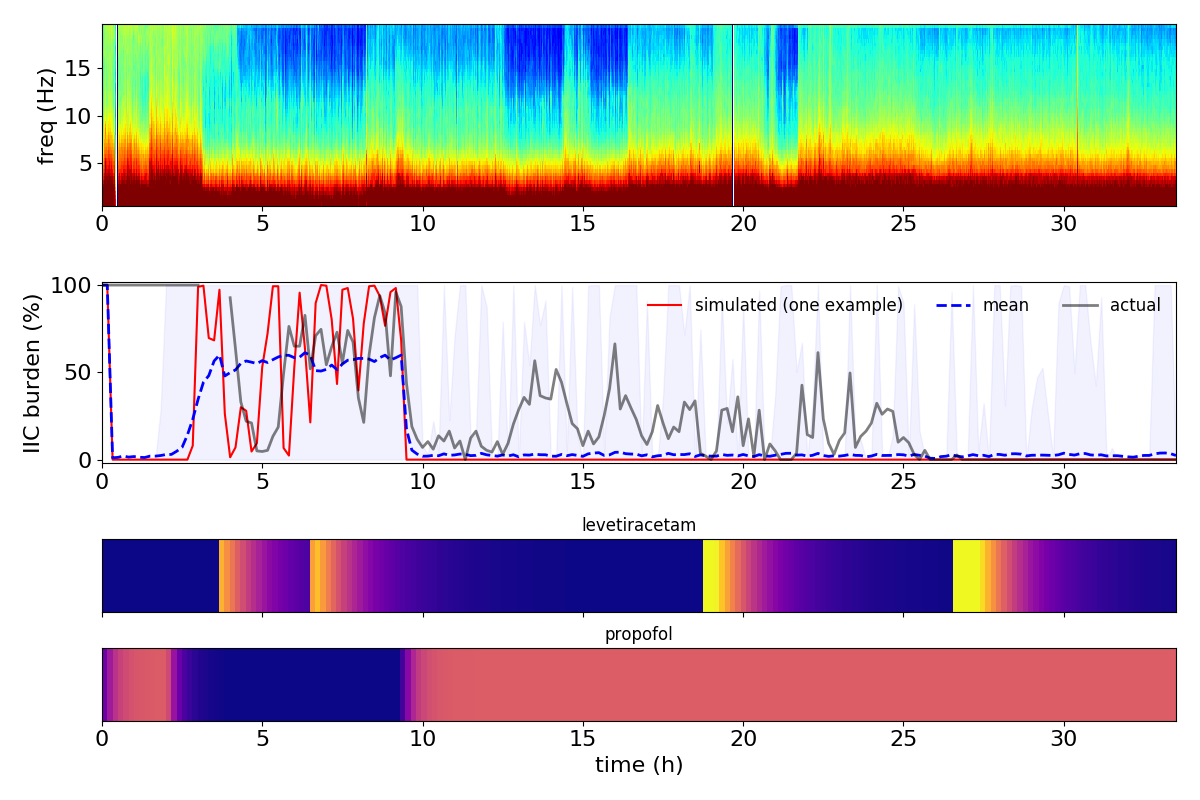 freq (Hz)
15
10
5
0 5 10 15 20 25 30
IIC burden (%)
100
50
0
simulated (one example) mean actual
0 5 10 15 20 25 30
levetiracetam
propofol
0 5 10 15 20 25 30
time (h)